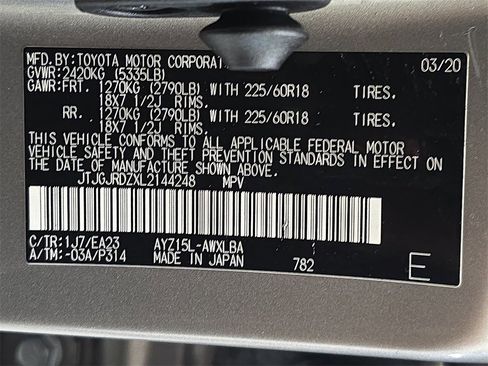 MFD.BY:TOYOTA MOTOR CORPORAT 03/20
GVWR:2420KG (5335LB)
GAWR:FRT. 1270KG (2790LB) WITH 225/60R18 TIRES.
18X7 1/2J RIMS.
RR. 1270KG (2790LB) WITH 225/60R18 TIRES.
18X7 1/2J RIMS.
THIS VEHICLE CONFORMS TO ALL APPLICABLE FEDERAL MOTOR
VEHICLE SAFETY AND THEFT PREVENTION STANDARDS IN EFFECT ON
THE DATE OF MANUFACTURE SHOWN ABOVE.
JTJGJRDZXL2144248 MPV
C/TR:1J7/EA23 AYZ15L-AWXLBA
A/TM:-03A/P314 MADE IN JAPAN 782 E